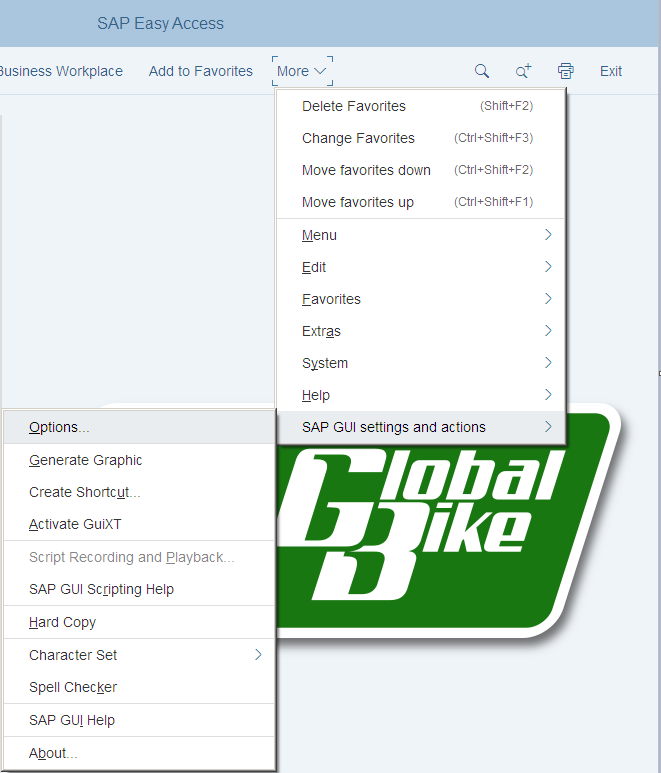 SAP Easy Access
Business Workplace Add to Favorites More Exit
Delete Favorites (Shift+F2)
Change Favorites (Ctrl+Shift+F3)
Move favorites down (Ctrl+Shift+F2)
Move favorites up (Ctrl+Shift+F1)
Menu
Edit
Favorites
Extras
System
Help
SAP GUI settings and actions
Options...
Generate Graphic
Create Shortcut...
Activate GuiXT
Script Recording and Playback...
SAP GUI Scripting Help
Hard Copy
Character Set
Spell Checker
SAP GUI Help
About...
Global
Bike